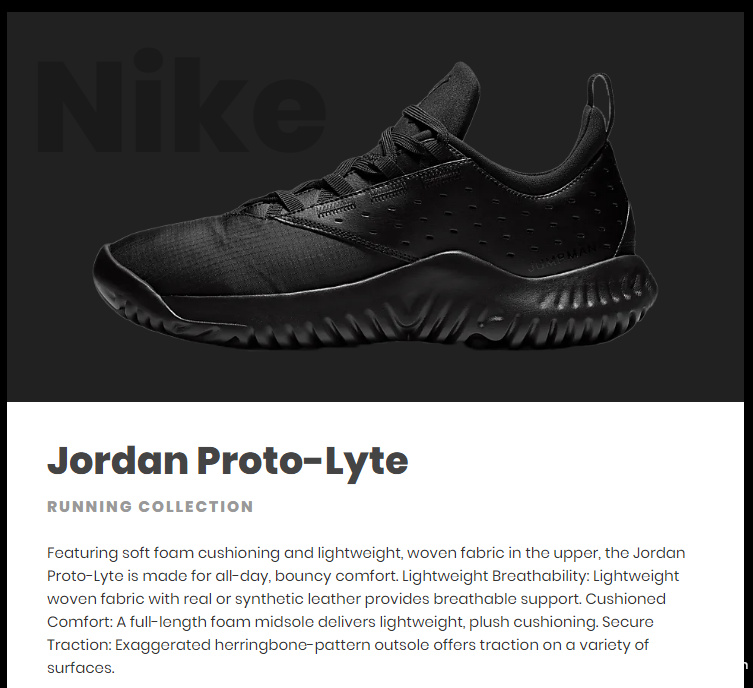 Nike
JUMPMAN
Jordan Proto-Lyte
RUNNING COLLECTION
Featuring soft foam cushioning and lightweight, woven fabric in the upper, the Jordan
Proto-Lyte is made for all-day, bouncy comfort. Lightweight Breathability: Lightweight
woven fabric with real or synthetic leather provides breathable support. Cushioned
Comfort: A full-length foam midsole delivers lightweight, plush cushioning. Secure
Traction: Exaggerated herringbone-pattern outsole offers traction on a variety of
surfaces.